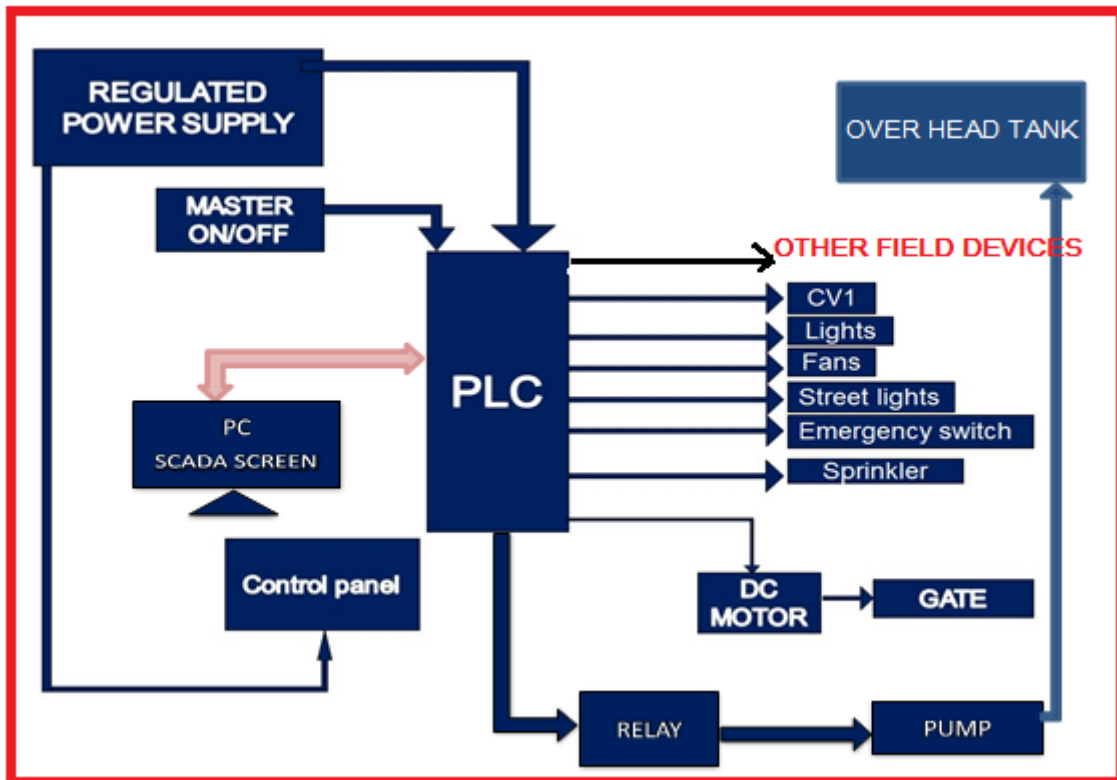 REGULATED
POWER SUPPLY
OVER HEAD TANK
MASTER
ON/OFF
OTHER FIELD DEVICES
CV1
Lights
Fans
PLC
Street lights
Emergency switch
PC
SCADA SCREEN
Sprinkler
Control panel
DC
MOTOR
GATE
RELAY
PUMP